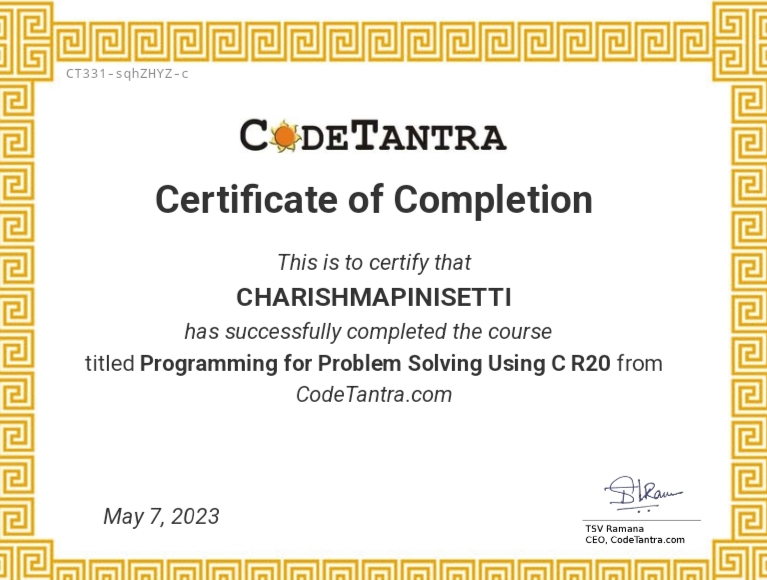 CT331-sqhZHYZ-c
CODETANTRA
Certificate of Completion
This is to certify that
CHARISHMAPINISETTI
has successfully completed the course
titled Programming for Problem Solving Using C R20 from
CodeTantra.com
May 7, 2023
TSV Ramana
CEO, CodeTantra.com